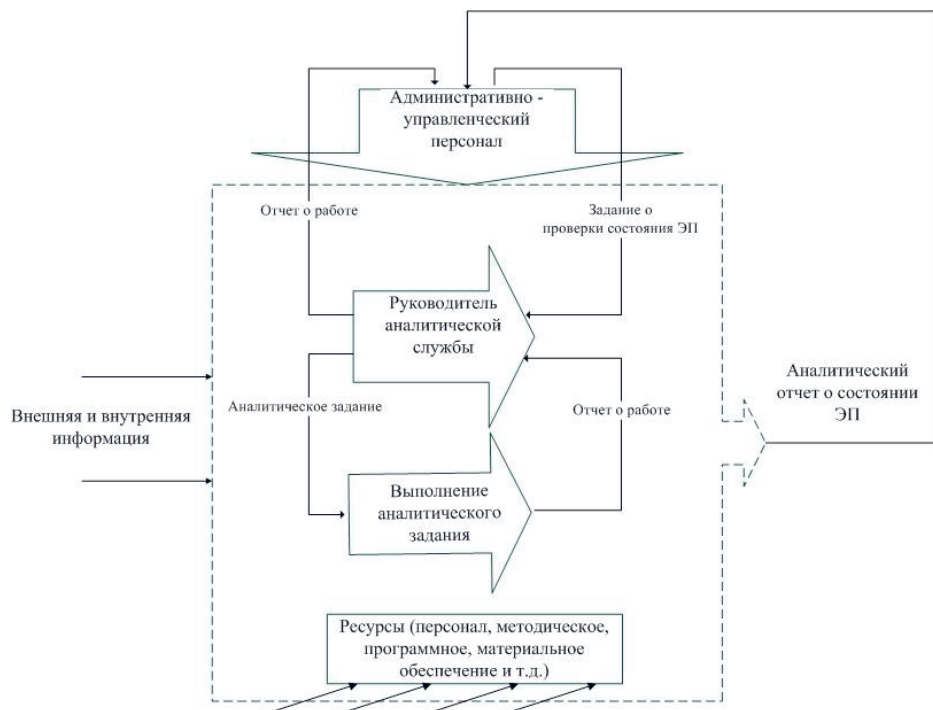 Административно -
управленческий
персонал
Отчет о работе
Задание о
проверки состояния ЭП
Руководитель
аналитической
службы
Внешняя и внутренняя
информация
Аналитическое задание
Отчет о работе
Аналитический
отчет о состоянии
ЭП
Выполнение
аналитического
задания
Ресурсы (персонал, методическое,
программное, материальное
обеспечение и т.д.)